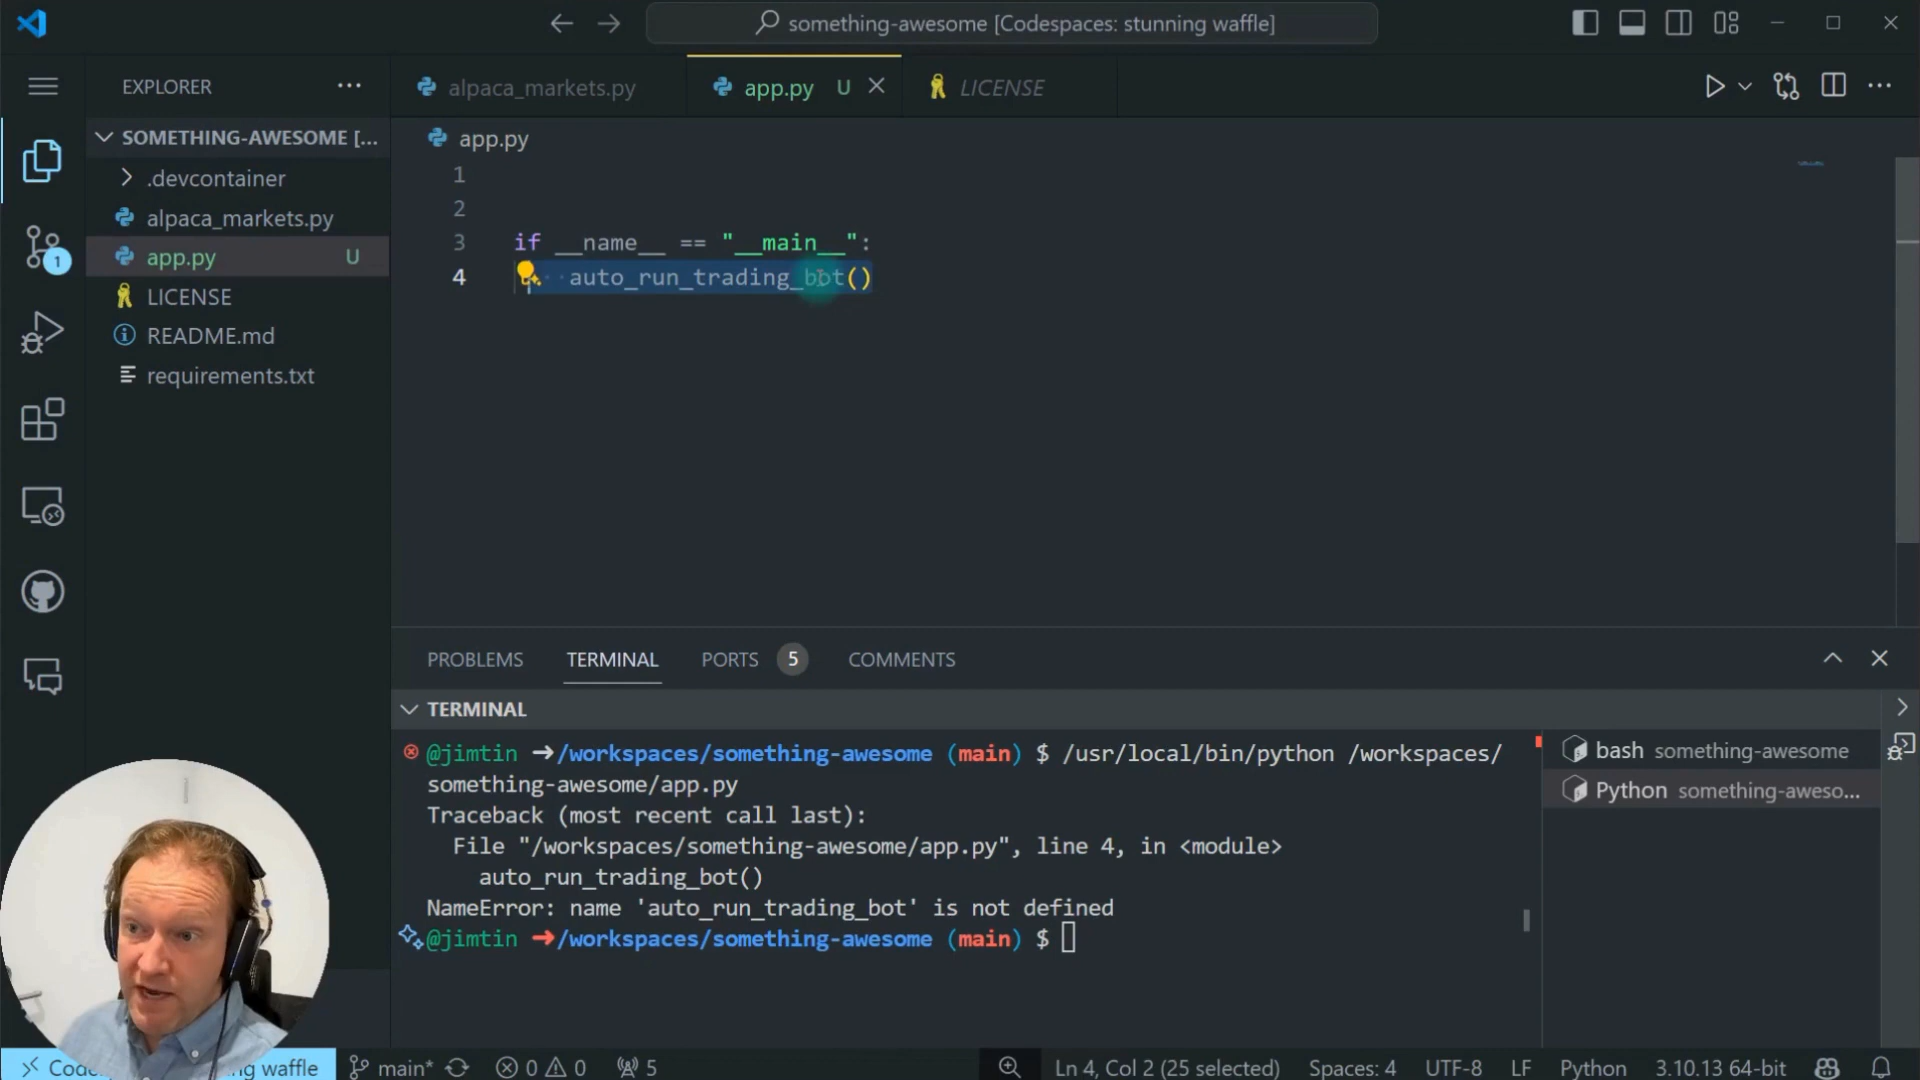 something-awesome [Codespaces: stunning waffle]
EXPLORER
alpaca_markets.py
app.py U
LICENSE
SOMETHING-AWESOME [...
.devcontainer
alpaca_markets.py
app.py U
LICENSE
README.md
requirements.txt
1
app.py
1
2
3 if __name__ == "__main__":
4 auto_run_trading_bot()
PROBLEMS TERMINAL PORTS 5 COMMENTS
TERMINAL
@jimtin ➜/workspaces/something-awesome (main) $ /usr/local/bin/python /workspaces/
something-awesome/app.py
Traceback (most recent call last):
File "/workspaces/something-awesome/app.py", line 4, in <module>
auto_run_trading_bot()
NameError: name 'auto_run_trading_bot' is not defined
@jimtin ➜/workspaces/something-awesome (main) $
bash something-awesome
Python something-aweso...
waffle main* 0 0 5 Ln 4, Col 2 (25 selected) Spaces: 4 UTF-8 LF Python 3.10.13 64-bit